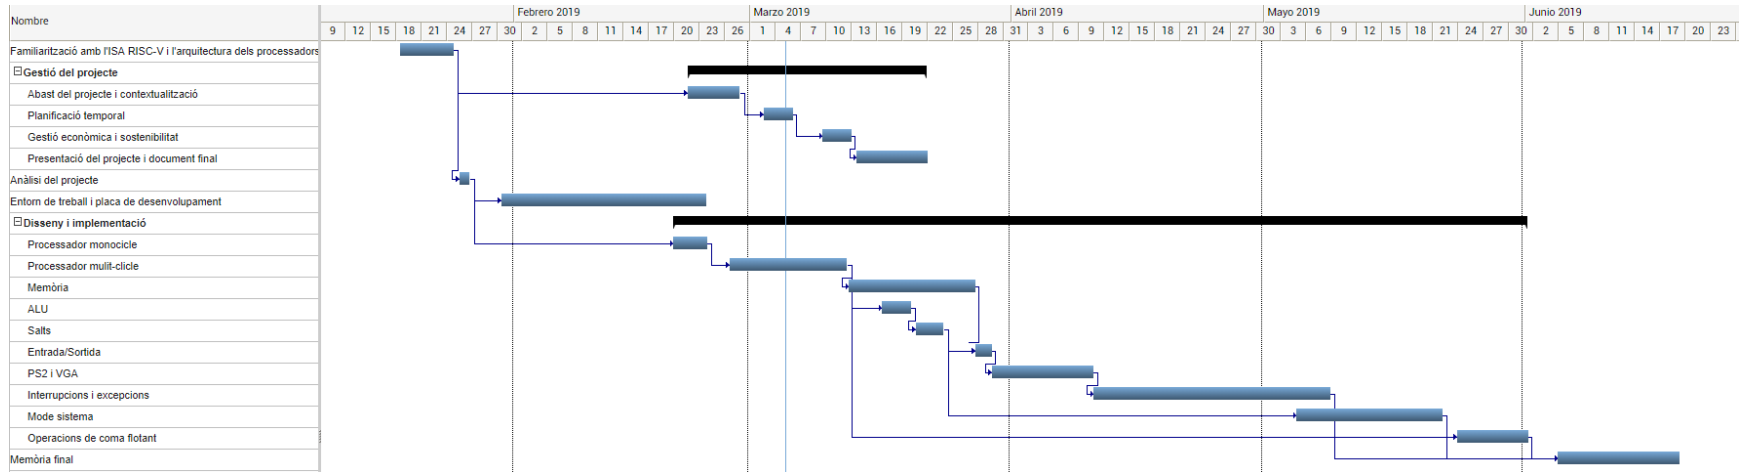 Nombre
Febrero 2019 Marzo 2019 Abril 2019 Mayo 2019 Junio 2019
9 12 15 18 21 24 27 30 2 5 8 11 14 17 20 23 26 1 4 7 10 13 16 19 22 25 28 31 3 6 9 12 15 18 21 24 27 30 3 6 9 12 15 18 21 24 27 30 2 5 8 11 14 17 20 23
Familiarització amb l'ISA RISC-V i l'arquitectura dels processadors
Gestió del projecte
Abast del projecte i contextualització
Planificació temporal
Gestió econòmica i sostenibilitat
Presentació del projecte i document final
Anàlisi del projecte
Entorn de treball i placa de desenvolupament
Disseny i implementació
Processador monocicle
Processador mulit-clicle
Memòria
ALU
Salts
Entrada/Sortida
PS2 i VGA
Interrupcions i excepcions
Mode sistema
Operacions de coma flotant
Memòria final